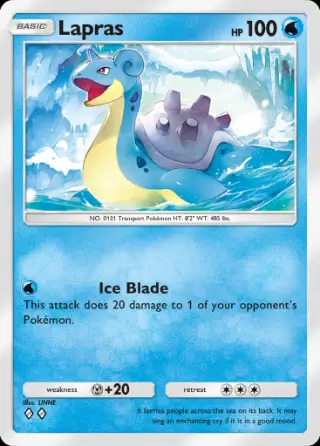 BASIC Lapras HP 100
NO. 0131 Transport Pokémon HT: 8'2" WT: 485 lbs.
Ice Blade
This attack does 20 damage to 1 of your opponent's
Pokémon.
weakness +20 retreat
Illus. LINNE
It ferries people across the sea on its back. It may
sing an enchanting cry if it is in a good mood.